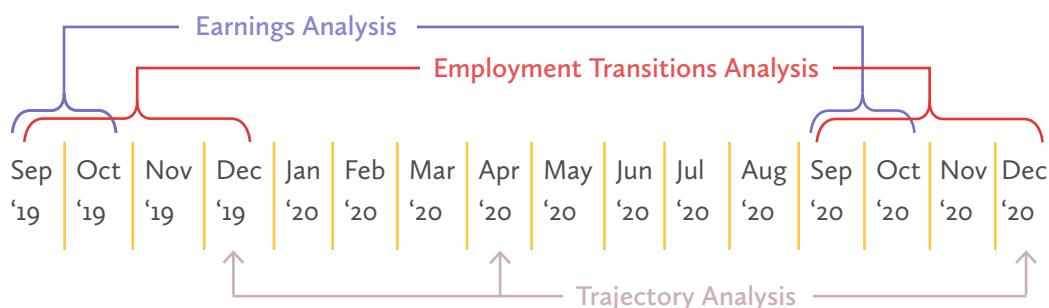 Earnings Analysis
Employment Transitions Analysis
Sep Oct Nov Dec Jan Feb Mar Apr May Jun Jul Aug Sep Oct Nov Dec
‘19 ‘19 ‘19 ‘19 ‘20 ‘20 ‘20 ‘20 ‘20 ‘20 ‘20 ‘20 ‘20 ‘20 ‘20 ‘20
Trajectory Analysis